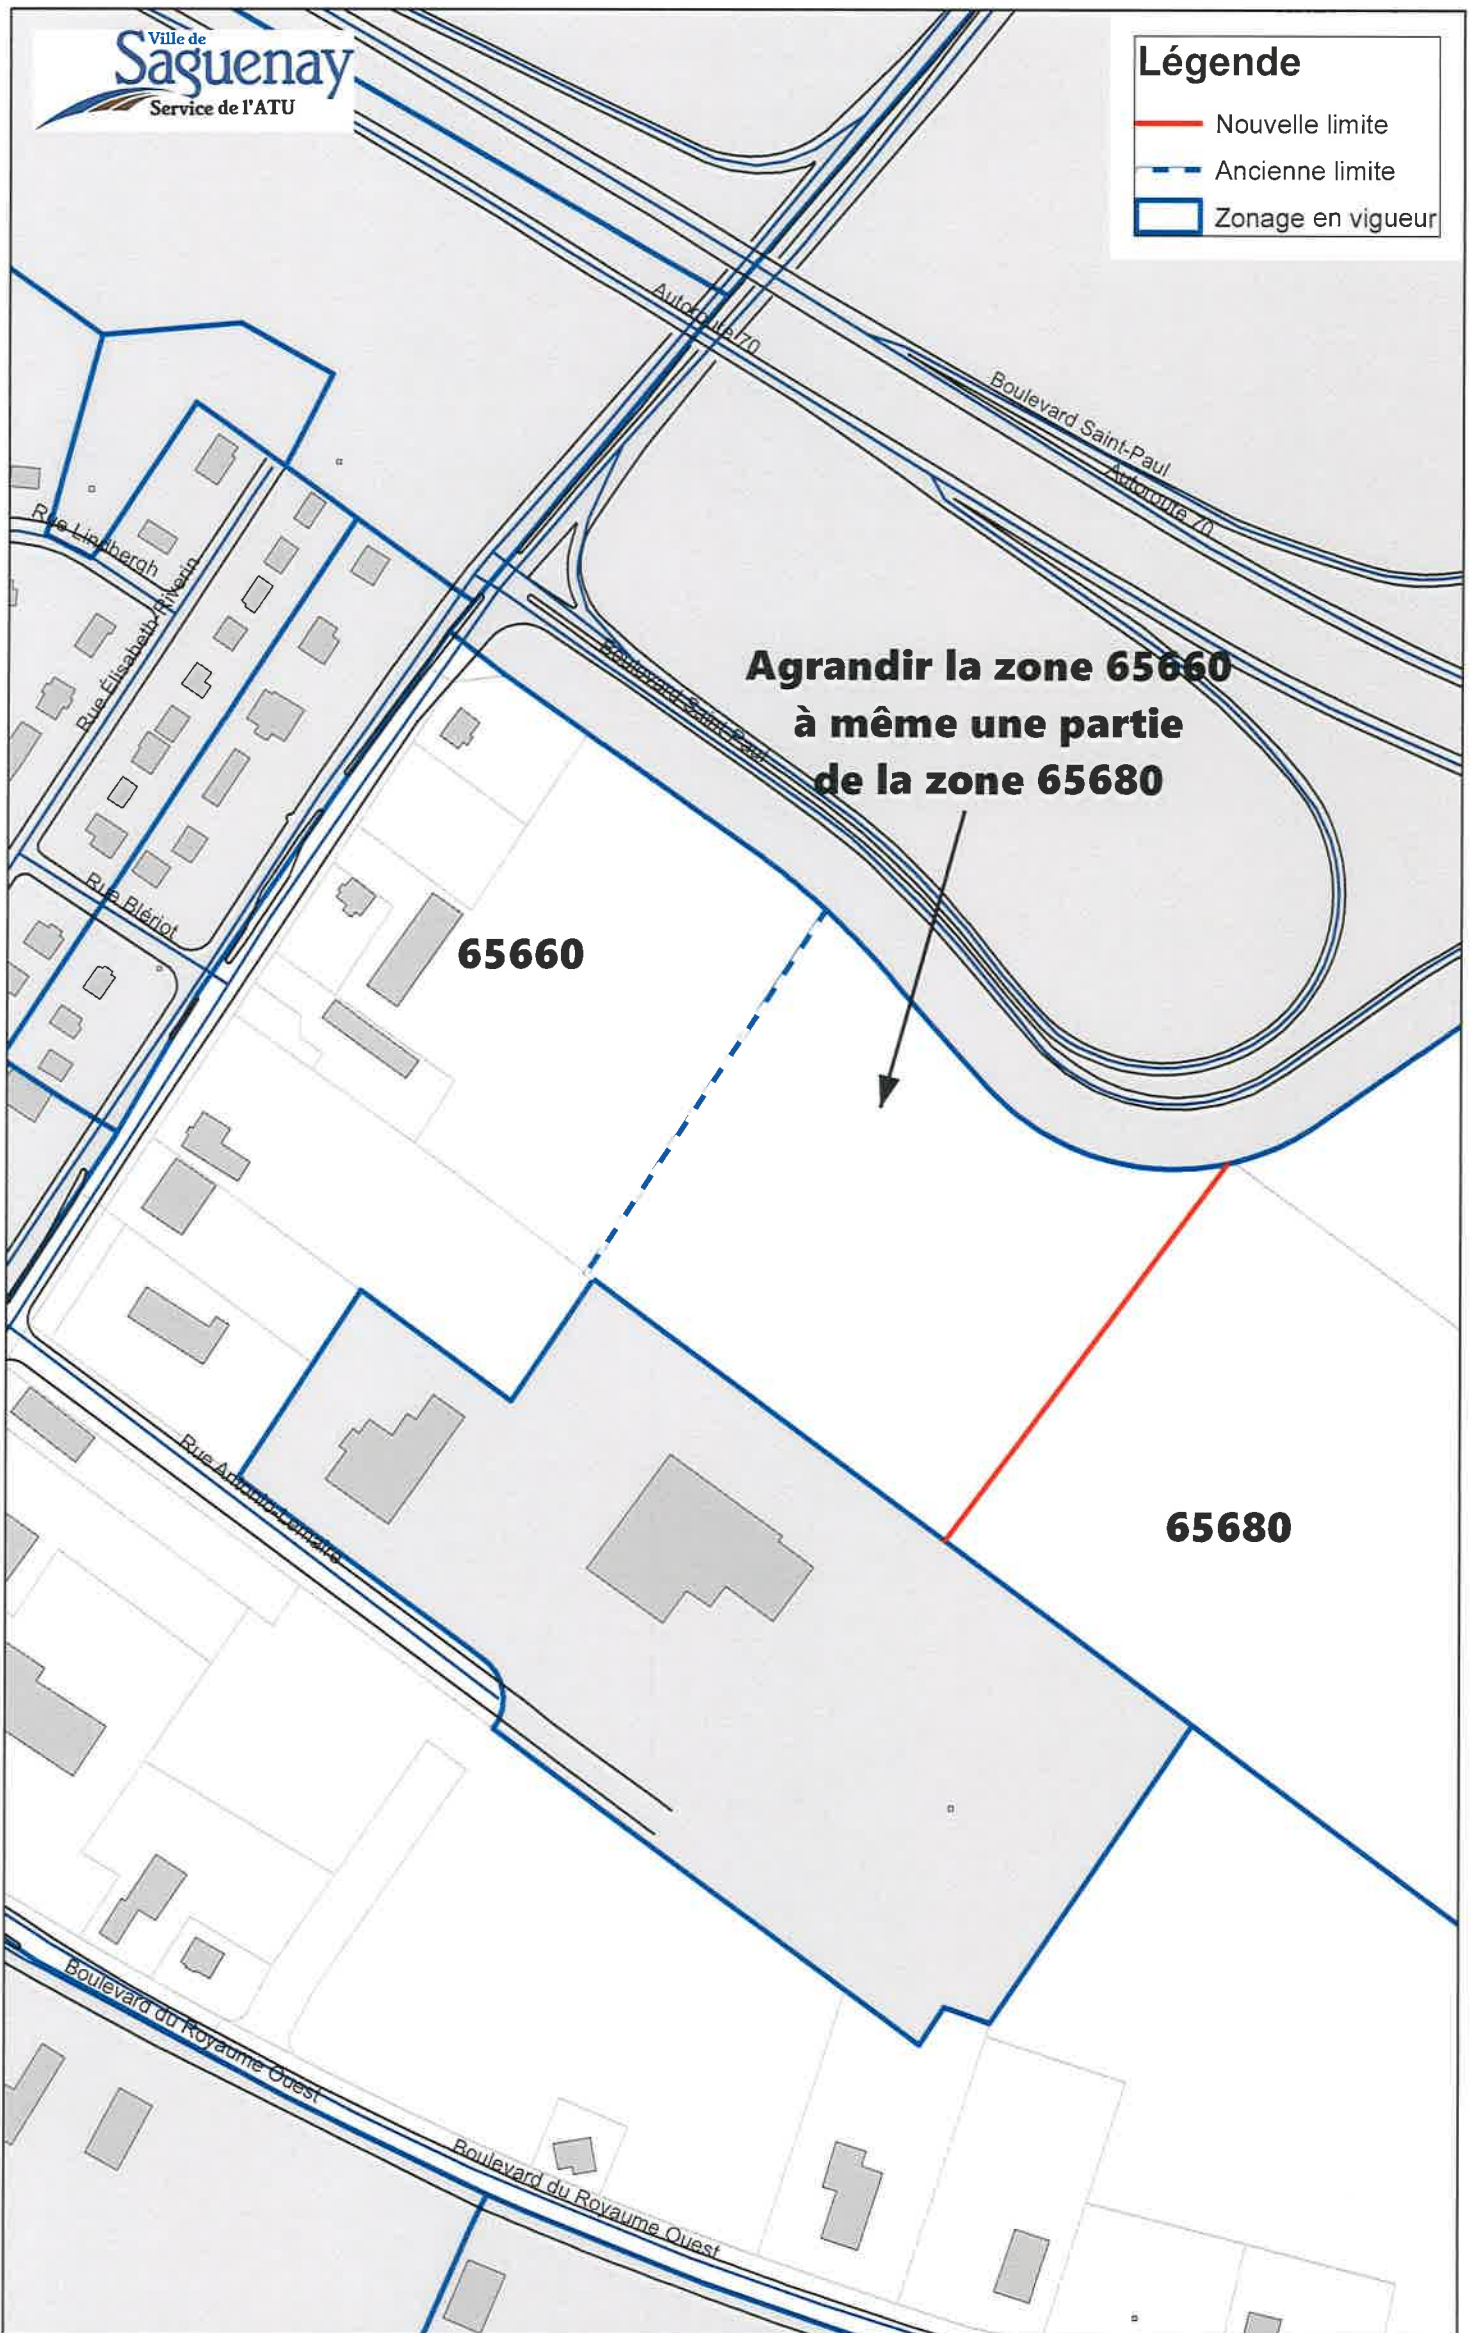 Ville de
Saguenay
Service de l'ATU
Légende
Nouvelle limite
Ancienne limite
Zonage en vigueur
Autoroute 70
Boulevard Saint-Paul
Autoroute 70
Rue Lindbergh
Rue Élisabeth-Riverin
Boulevard Saint-Paul
Agrandir la zone 65660
à même une partie
de la zone 65680
Rue Blériot
65660
Rue Antonio-Lemaire
65680
Boulevard du Royaume Ouest
Boulevard du Royaume Ouest